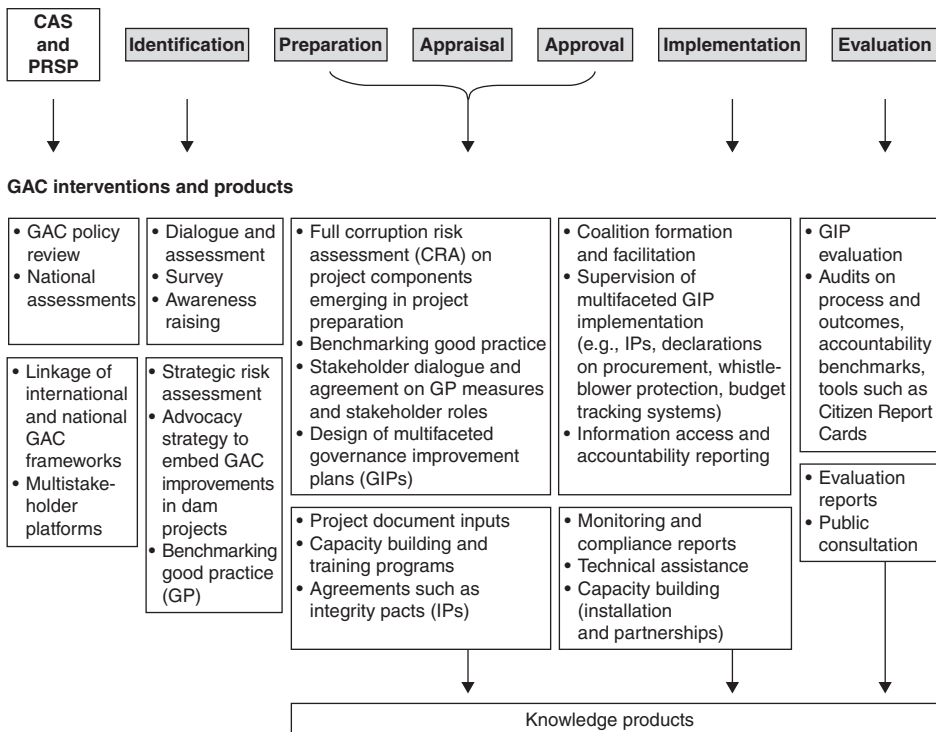 CAS
and
PRSP
Identification
Preparation
Appraisal
Approval
Implementation
Evaluation
GAC interventions and products
• GAC policy
review
• National
assessments
• Linkage of
international
and national
GAC
frameworks
• Multistake-
holder
platforms
• Dialogue and
assessment
• Survey
• Awareness
raising
• Strategic risk
assessment
• Advocacy
strategy to
embed GAC
improvements
in dam
projects
• Benchmarking
good practice
(GP)
• Full corruption risk
assessment (CRA) on
project components
emerging in project
preparation
• Benchmarking good practice
• Stakeholder dialogue and
agreement on GP measures
and stakeholder roles
• Design of multifaceted
governance improvement
plans (GIPs)
• Project document inputs
• Capacity building and
training programs
• Agreements such as
integrity pacts (IPs)
• Coalition formation
and facilitation
• Supervision of
multifaceted GIP
implementation
(e.g., IPs, declarations
on procurement, whistle-
blower protection, budget
tracking systems)
• Information access and
accountability reporting
• Monitoring and
compliance reports
• Technical assistance
• Capacity building
(installation
and partnerships)
• GIP
evaluation
• Audits on
process and
outcomes,
accountability
benchmarks,
tools such as
Citizen Report
Cards
• Evaluation
reports
• Public
consultation
Knowledge products